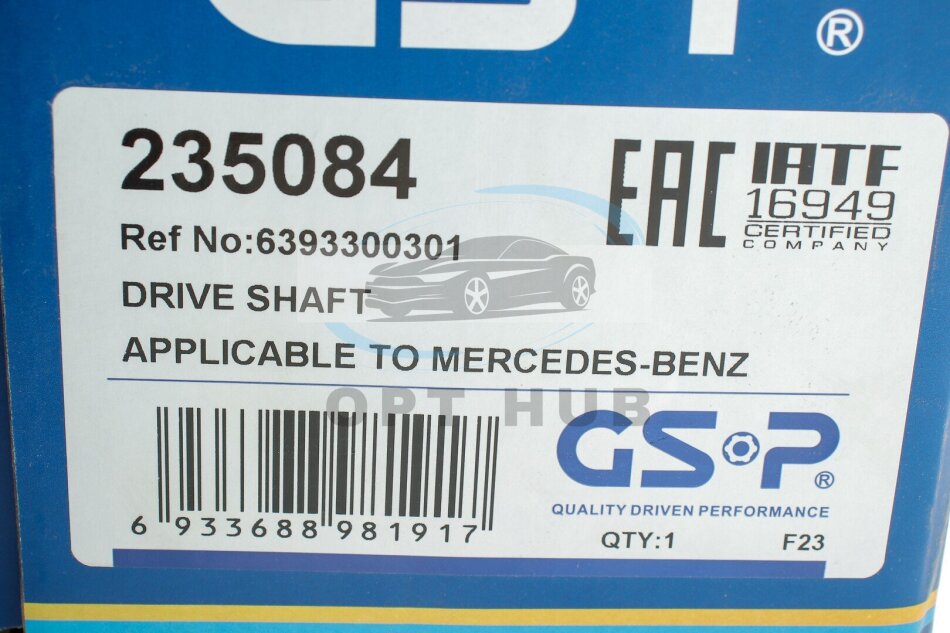 GSP®
235084
EAC
IATF
16949
CERTIFIED
COMPANY
Ref No:6393300301
DRIVE SHAFT
APPLICABLE TO MERCEDES-BENZ
OPT HUB
GSP®
QUALITY DRIVEN PERFORMANCE
6 933688 981917
QTY:1
F23